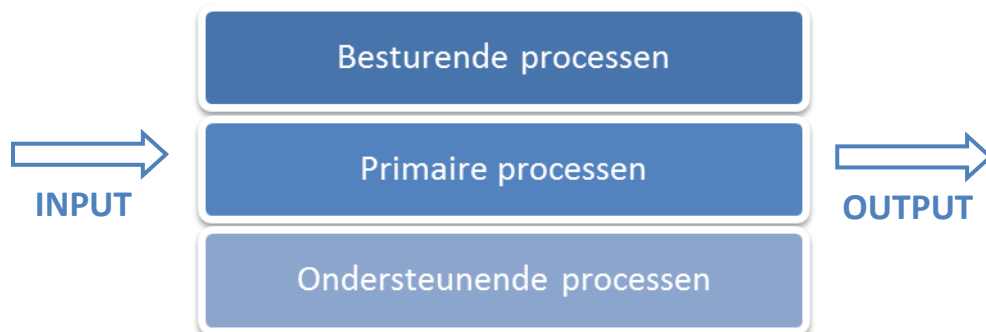 Besturende processen
Primaire processen
INPUT
OUTPUT
Ondersteunende processen